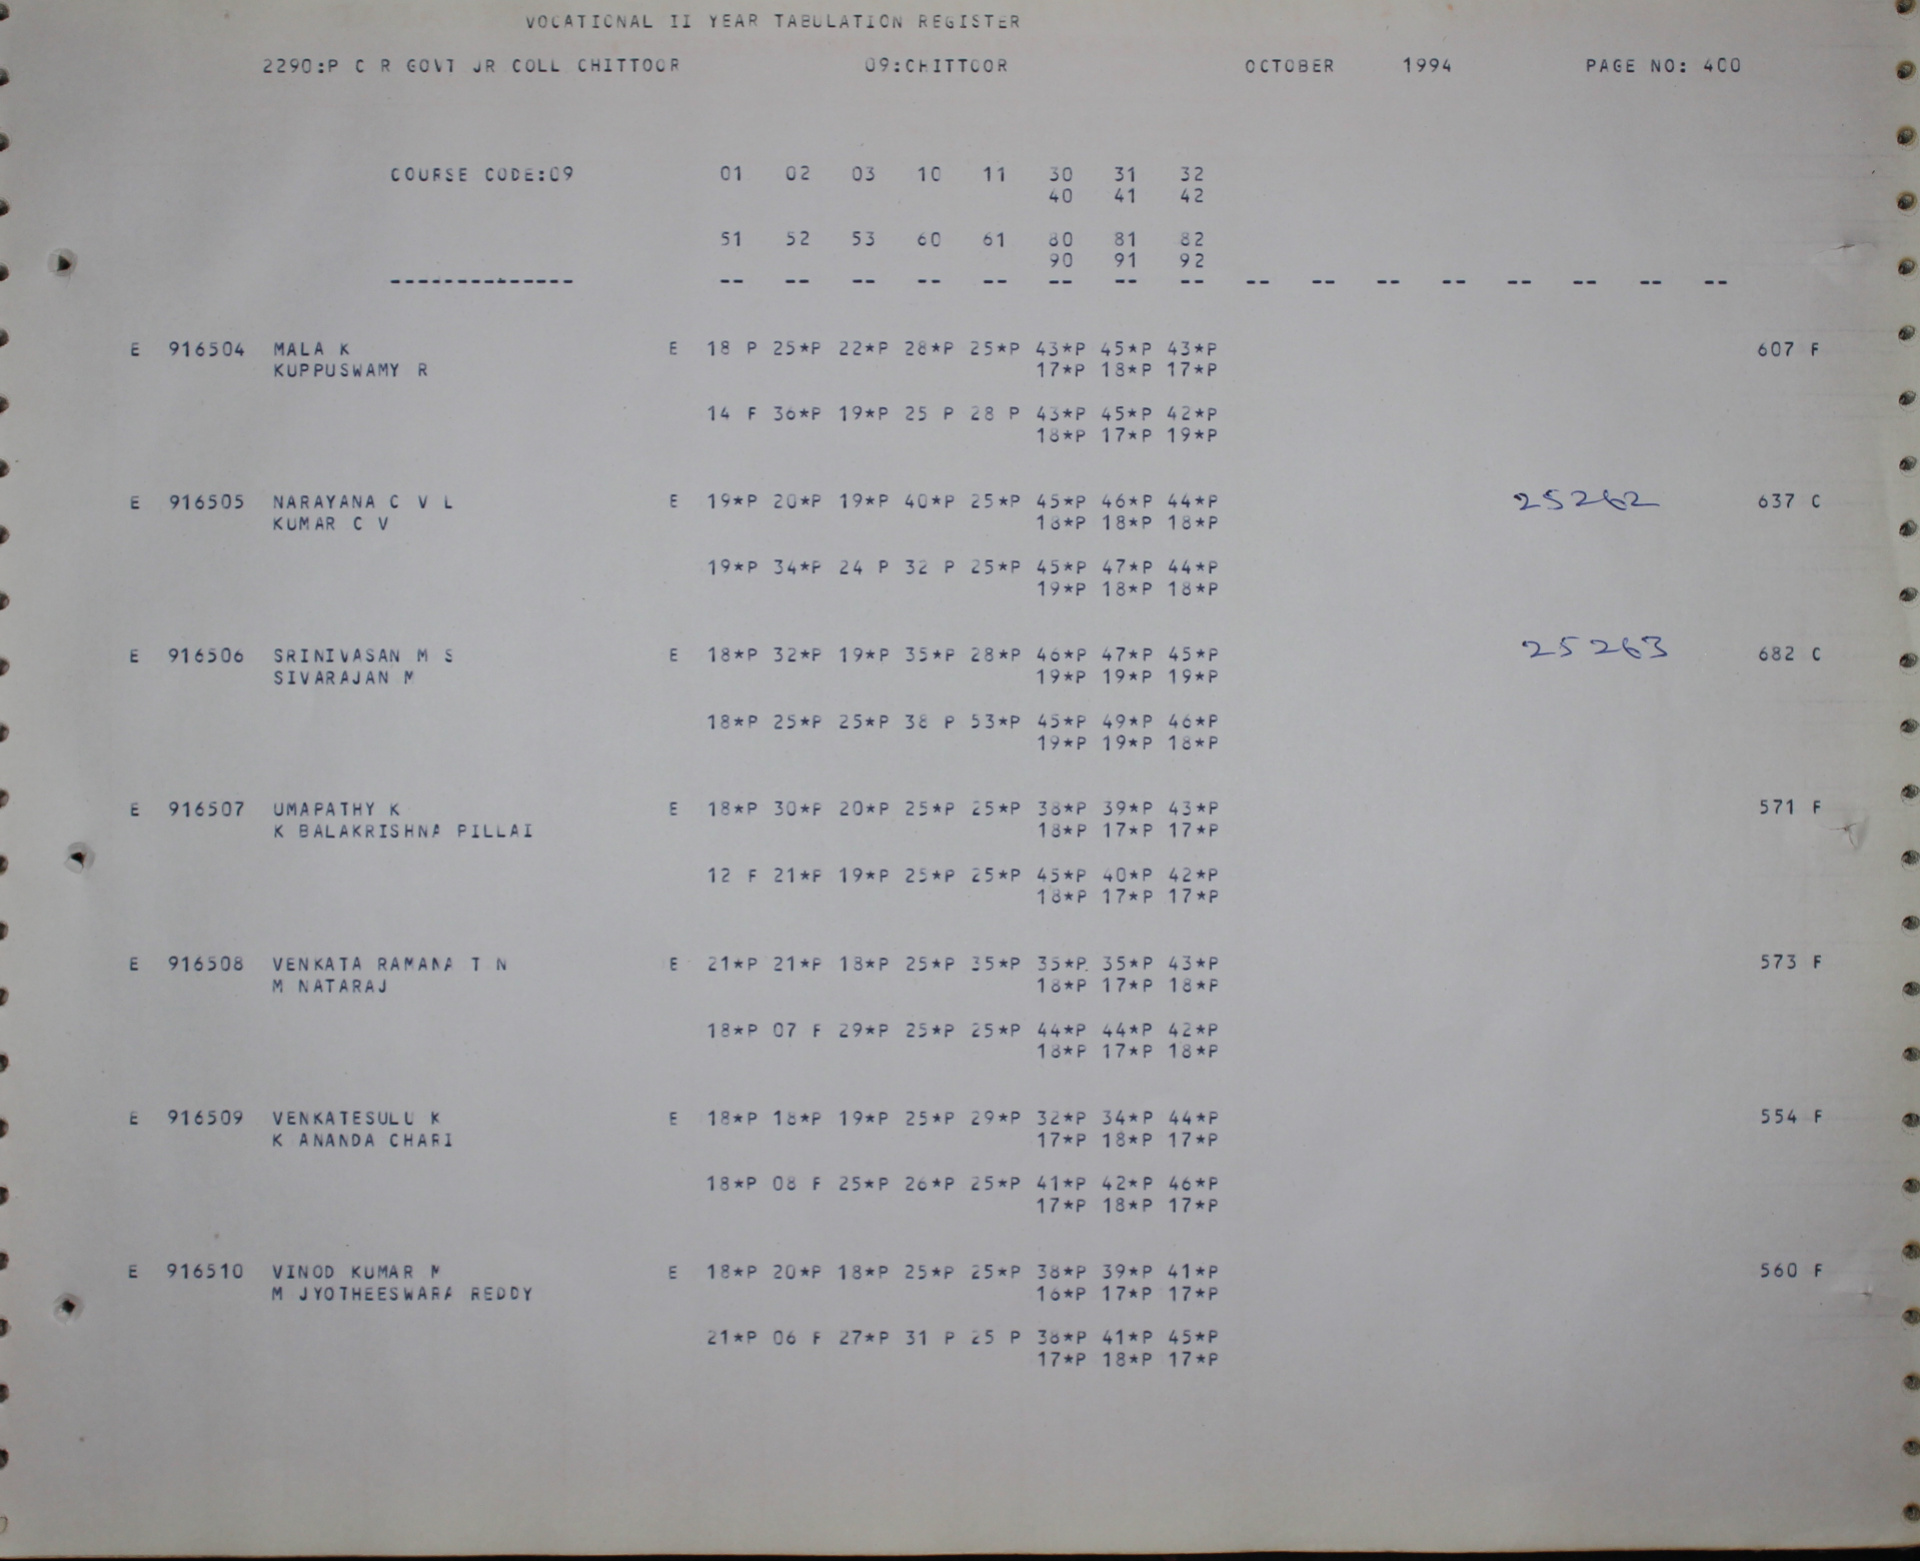 VOCATIONAL II YEAR TABULATION REGISTER
2290:P C R GOVT JR COLL CHITTOOR 09:CHITTOOR OCTOBER 1994 PAGE NO: 400
COURSE CODE:09 01 02 03 10 11 30 31 32
40 41 42
51 52 53 60 61 80 81 82
90 91 92
-------------- -- -- -- -- -- -- -- -- -- -- -- -- -- -- -- --
E 916504 MALA K E 18 P 25*P 22*P 28*P 25*P 43*P 45*P 43*P 607 F
KUPPUSWAMY R 17*P 18*P 17*P
14 F 36*P 19*P 25 P 28 P 43*P 45*P 42*P
18*P 17*P 19*P
E 916505 NARAYANA C V L E 19*P 20*P 19*P 40*P 25*P 45*P 46*P 44*P 25262 637 C
KUMAR C V 18*P 18*P 18*P
19*P 34*P 24 P 32 P 25*P 45*P 47*P 44*P
19*P 18*P 18*P
E 916506 SRINIVASAN M S E 18*P 32*P 19*P 35*P 28*P 46*P 47*P 45*P 25263 682 C
SIVARAJAN M 19*P 19*P 19*P
18*P 25*P 25*P 38 P 53*P 45*P 49*P 46*P
19*P 19*P 18*P
E 916507 UMAPATHY K E 18*P 30*P 20*P 25*P 25*P 38*P 39*P 43*P 571 F
K BALAKRISHNA PILLAI 18*P 17*P 17*P
12 F 21*P 19*P 25*P 25*P 45*P 40*P 42*P
18*P 17*P 17*P
E 916508 VENKATA RAMANA T N E 21*P 21*P 18*P 25*P 35*P 35*P 35*P 43*P 573 F
M NATARAJ 18*P 17*P 18*P
18*P 07 F 29*P 25*P 25*P 44*P 44*P 42*P
18*P 17*P 18*P
E 916509 VENKATESULU K E 18*P 18*P 19*P 25*P 29*P 32*P 34*P 44*P 554 F
K ANANDA CHARI 17*P 18*P 17*P
18*P 08 F 25*P 26*P 25*P 41*P 42*P 46*P
17*P 18*P 17*P
E 916510 VINOD KUMAR M E 18*P 20*P 18*P 25*P 25*P 38*P 39*P 41*P 560 F
M JYOTHEESWARA REDDY 16*P 17*P 17*P
21*P 06 F 27*P 31 P 25 P 38*P 41*P 45*P
17*P 18*P 17*P